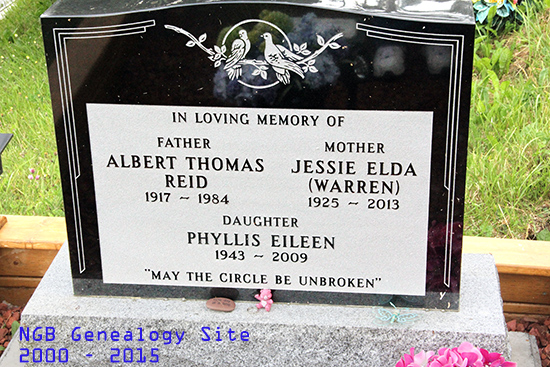 IN LOVING MEMORY OF
FATHER MOTHER
ALBERT THOMAS JESSIE ELDA
REID (WARREN)
1917 ~ 1984 1925 ~ 2013
DAUGHTER
PHYLLIS EILEEN
1943 ~ 2009
"MAY THE CIRCLE BE UNBROKEN"
NGB Genealogy Site
2000 - 2015